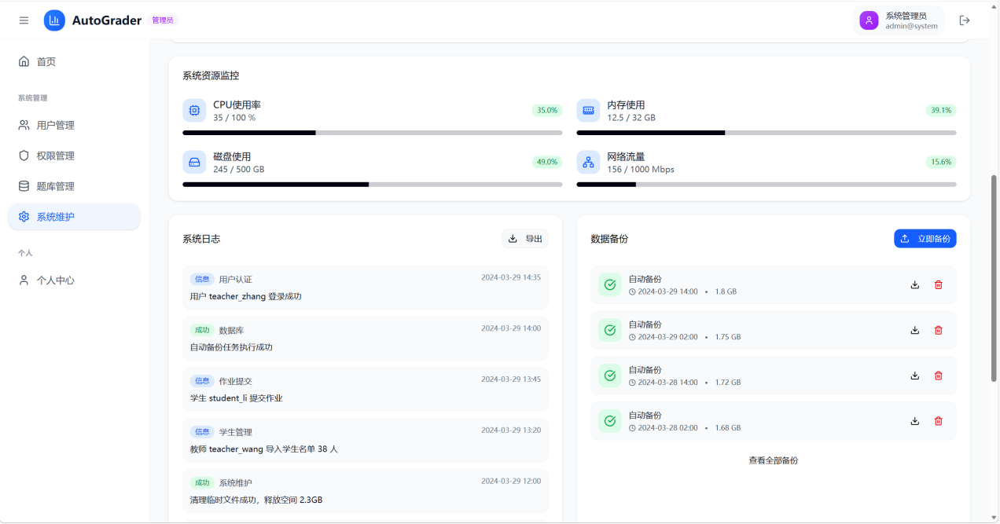 AutoGrader 管理员
系统管理员
admin@system
首页
系统管理
用户管理
权限管理
题库管理
系统维护
个人
个人中心
系统资源监控
CPU使用率
35 / 100 %
35.0%
内存使用
12.5 / 32 GB
39.1%
磁盘使用
245 / 500 GB
49.0%
网络流量
156 / 1000 Mbps
15.6%
系统日志
导出
信息 用户认证 2024-03-29 14:35
用户 teacher_zhang 登录成功
成功 数据库 2024-03-29 14:00
自动备份任务执行成功
信息 作业提交 2024-03-29 13:45
学生 student_li 提交作业
信息 学生管理 2024-03-29 13:20
教师 teacher_wang 导入学生名单 38 人
成功 系统维护 2024-03-29 12:00
清理临时文件成功，释放空间 2.3GB
数据备份
立即备份
自动备份
2024-03-29 14:00 • 1.8 GB
自动备份
2024-03-29 02:00 • 1.75 GB
自动备份
2024-03-28 14:00 • 1.72 GB
自动备份
2024-03-28 02:00 • 1.68 GB
查看全部备份